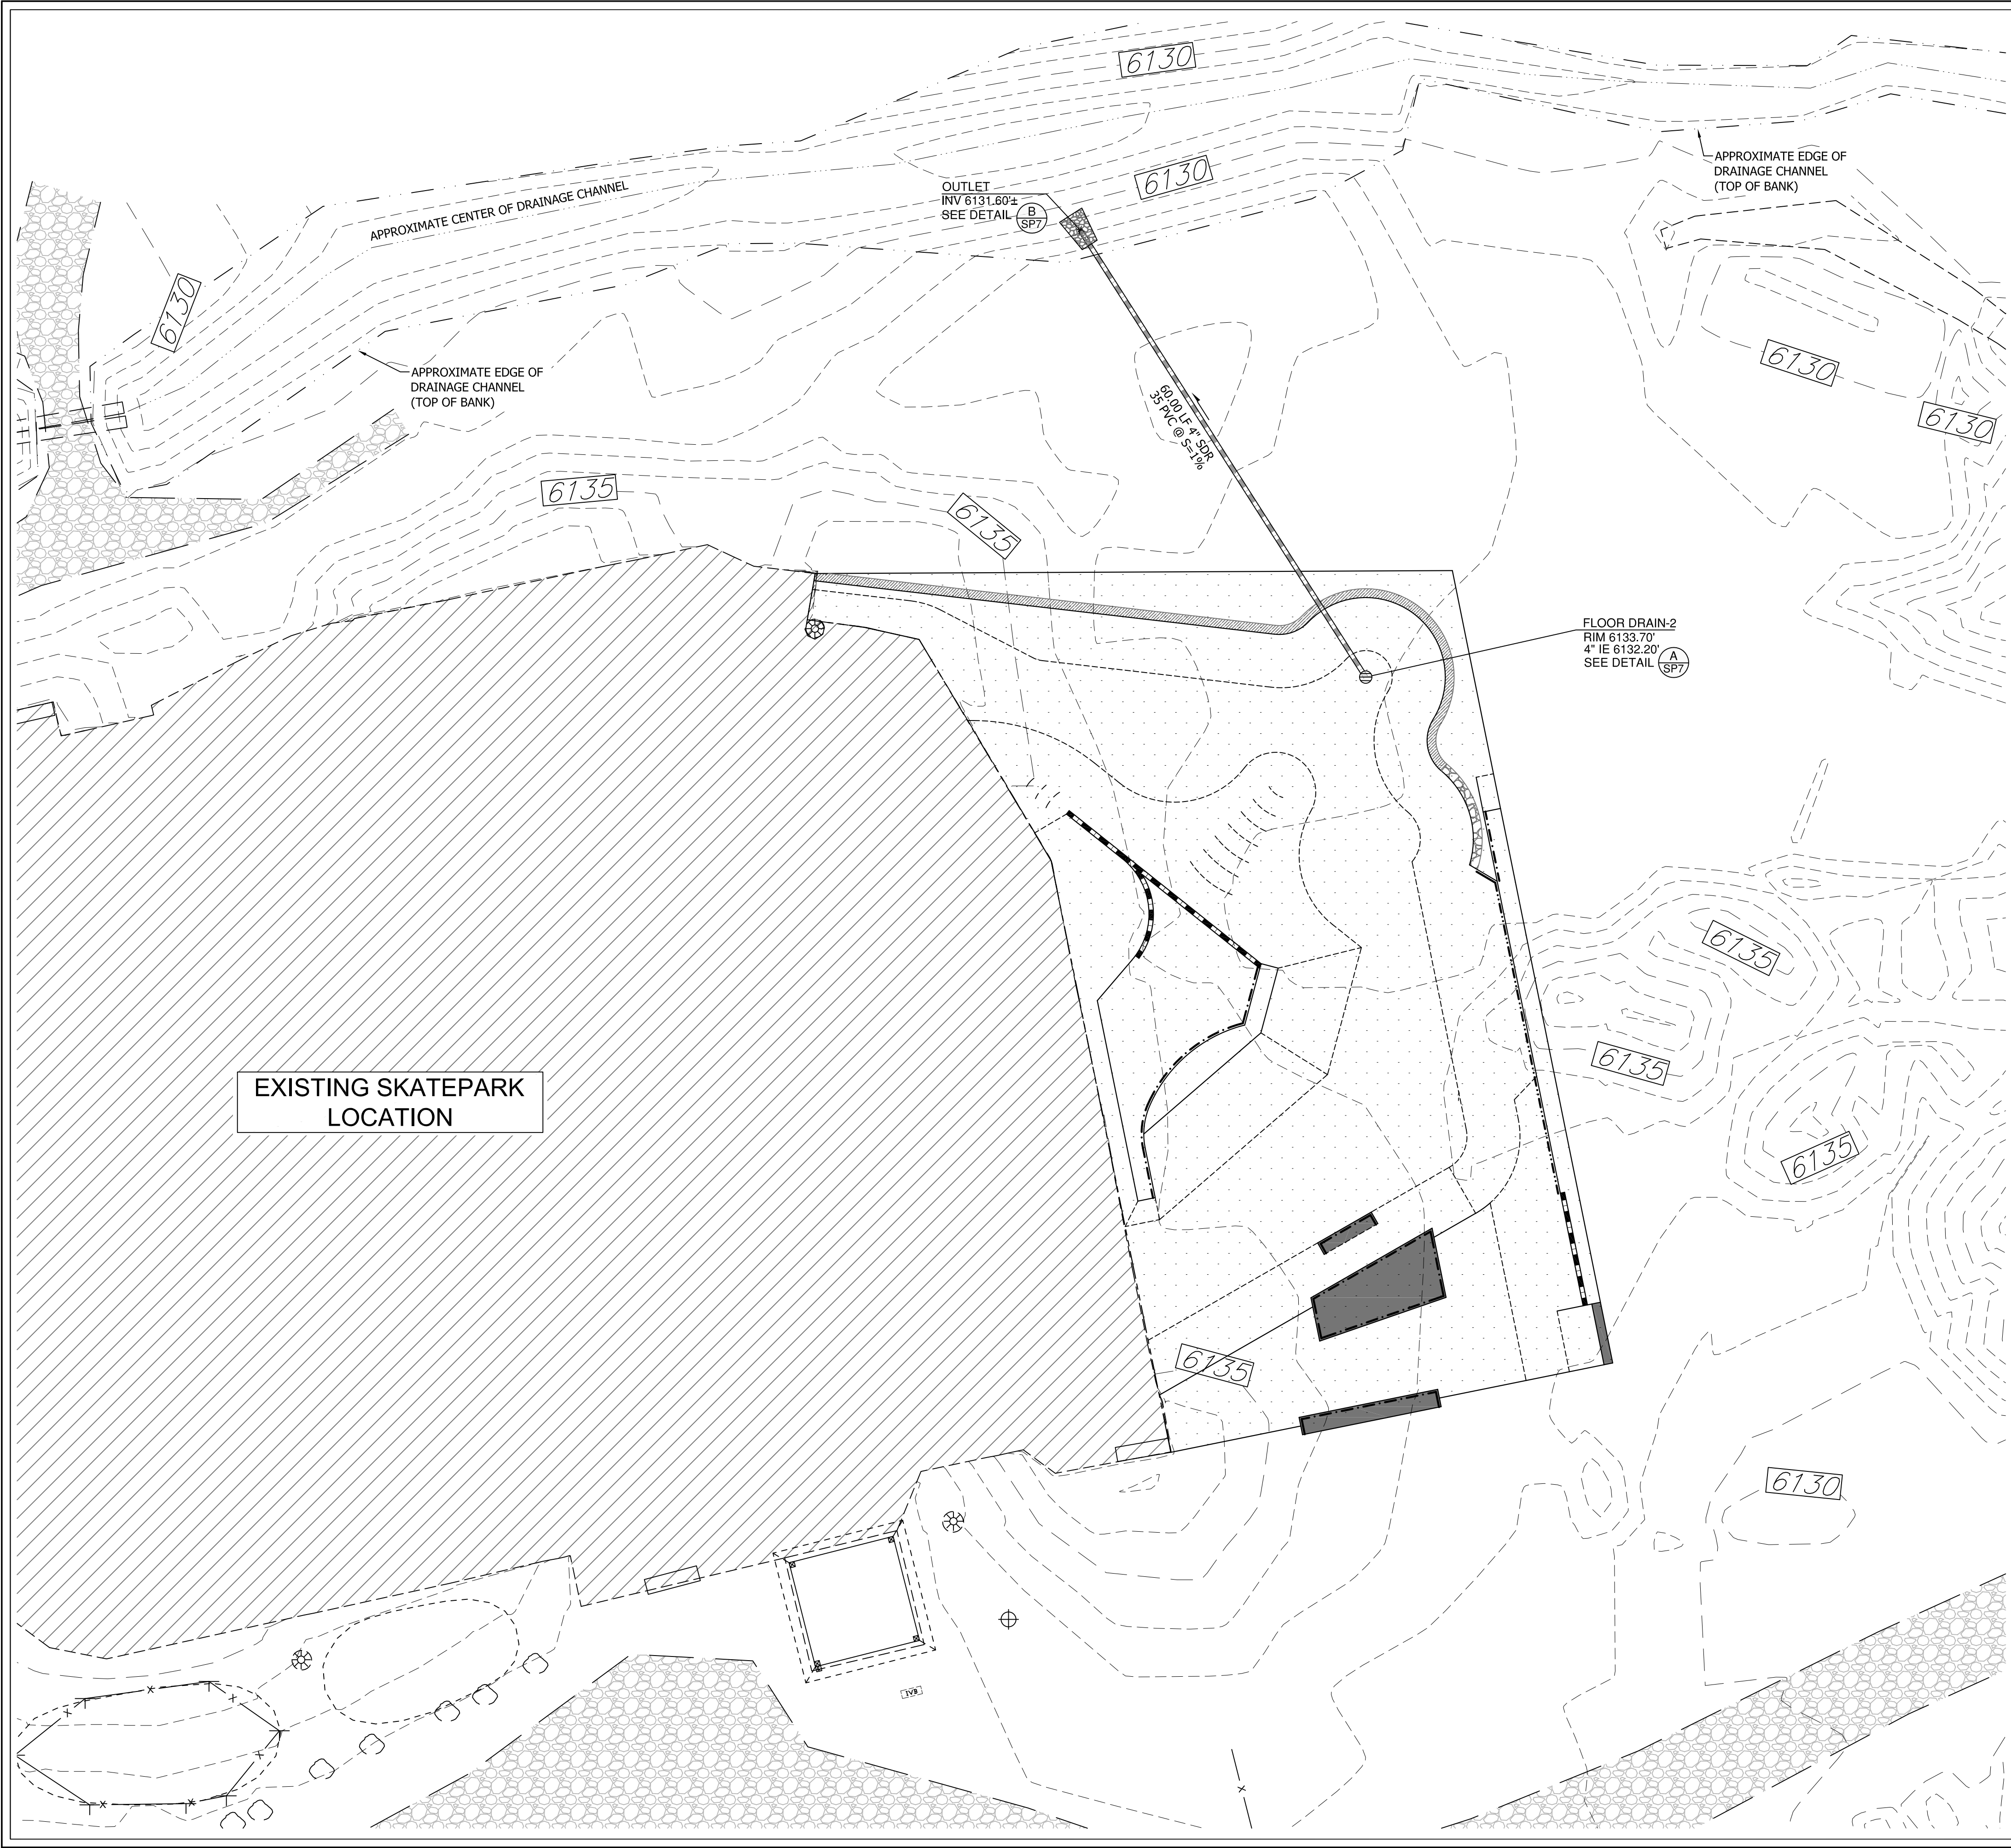 6130
6130
OUTLET
INV 6131.60'±
SEE DETAIL
B
SP7
APPROXIMATE EDGE OF
DRAINAGE CHANNEL
(TOP OF BANK)
APPROXIMATE CENTER OF DRAINAGE CHANNEL
6130
6130
6130
APPROXIMATE EDGE OF
DRAINAGE CHANNEL
(TOP OF BANK)
60.00 LF 4" SDR
35 PVC @ S=1%
6135
6135
FLOOR DRAIN-2
RIM 6133.70'
4" IE 6132.20'
SEE DETAIL
A
SP7
6135
6135
EXISTING SKATEPARK
LOCATION
6135
6135
6130
IVB